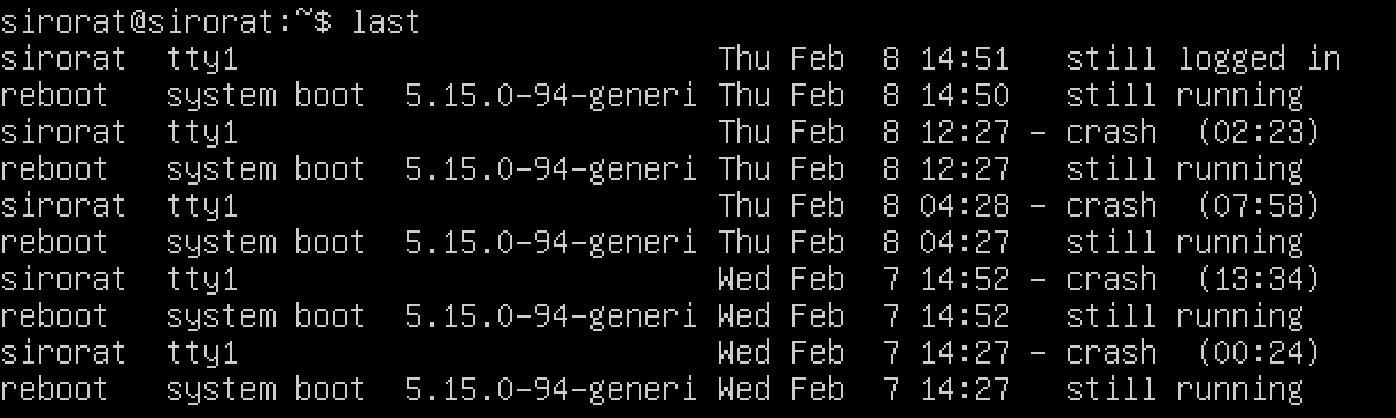 sirorat@sirorat:~$ last
sirorat  tty1                          Thu Feb  8 14:51   still logged in
reboot   system boot  5.15.0-94-generi Thu Feb  8 14:50   still running
sirorat  tty1                          Thu Feb  8 12:27 - crash  (02:23)
reboot   system boot  5.15.0-94-generi Thu Feb  8 12:27   still running
sirorat  tty1                          Thu Feb  8 04:28 - crash  (07:58)
reboot   system boot  5.15.0-94-generi Thu Feb  8 04:27   still running
sirorat  tty1                          Wed Feb  7 14:52 - crash  (13:34)
reboot   system boot  5.15.0-94-generi Wed Feb  7 14:52   still running
sirorat  tty1                          Wed Feb  7 14:27 - crash  (00:24)
reboot   system boot  5.15.0-94-generi Wed Feb  7 14:27   still running